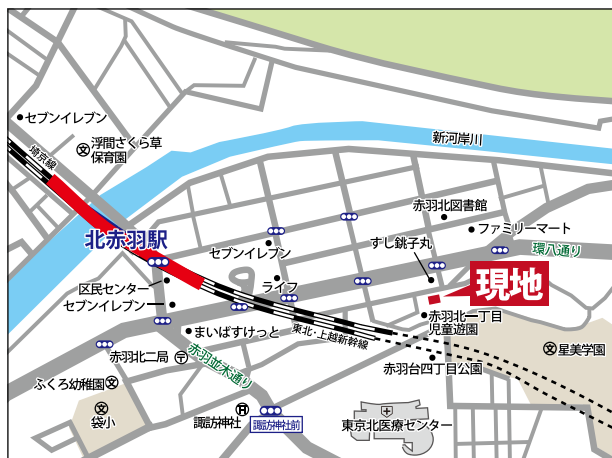 セブンイレブン
浮間さくら草
保育園
埼京線
新河岸川
北赤羽駅
赤羽北図書館
ファミリーマート
すし銚子丸
環八通り
セブンイレブン
ライフ
区民センター
セブンイレブン
現地
赤羽北一丁目
児童遊園
まいばすけっと
東北・上越新幹線
赤羽北二局
赤羽並木通り
赤羽台四丁目公園
星美学園
ふくろ幼稚園
袋小
諏訪神社
諏訪神社前
東京北医療センター